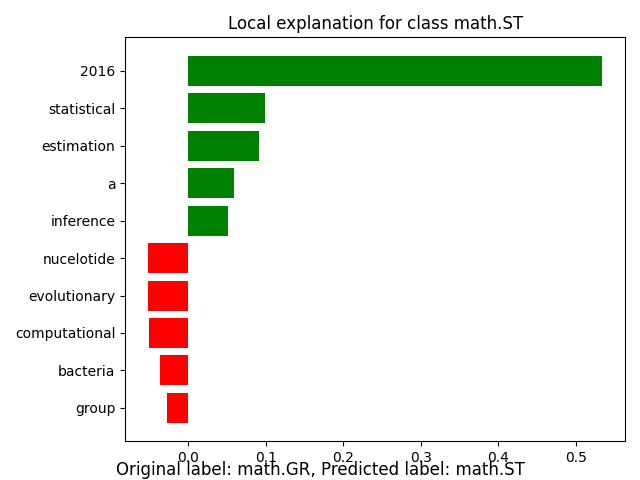 Local explanation for class math.ST
2016
statistical
estimation
a
inference
nucelotide
evolutionary
computational
bacteria
group
0.0 0.1 0.2 0.3 0.4 0.5
Original label: math.GR, Predicted label: math.ST